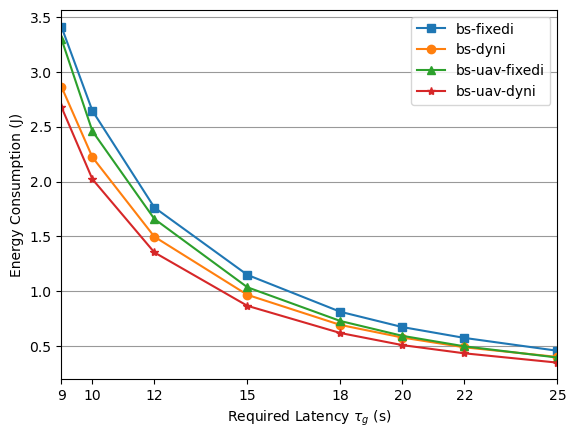 3.5
3.0
2.5
2.0
1.5
1.0
0.5
Energy Consumption (J)
bs-fixedi
bs-dyni
bs-uav-fixedi
bs-uav-dyni
9 10 12 15 18 20 22 25
Required Latency τg (s)